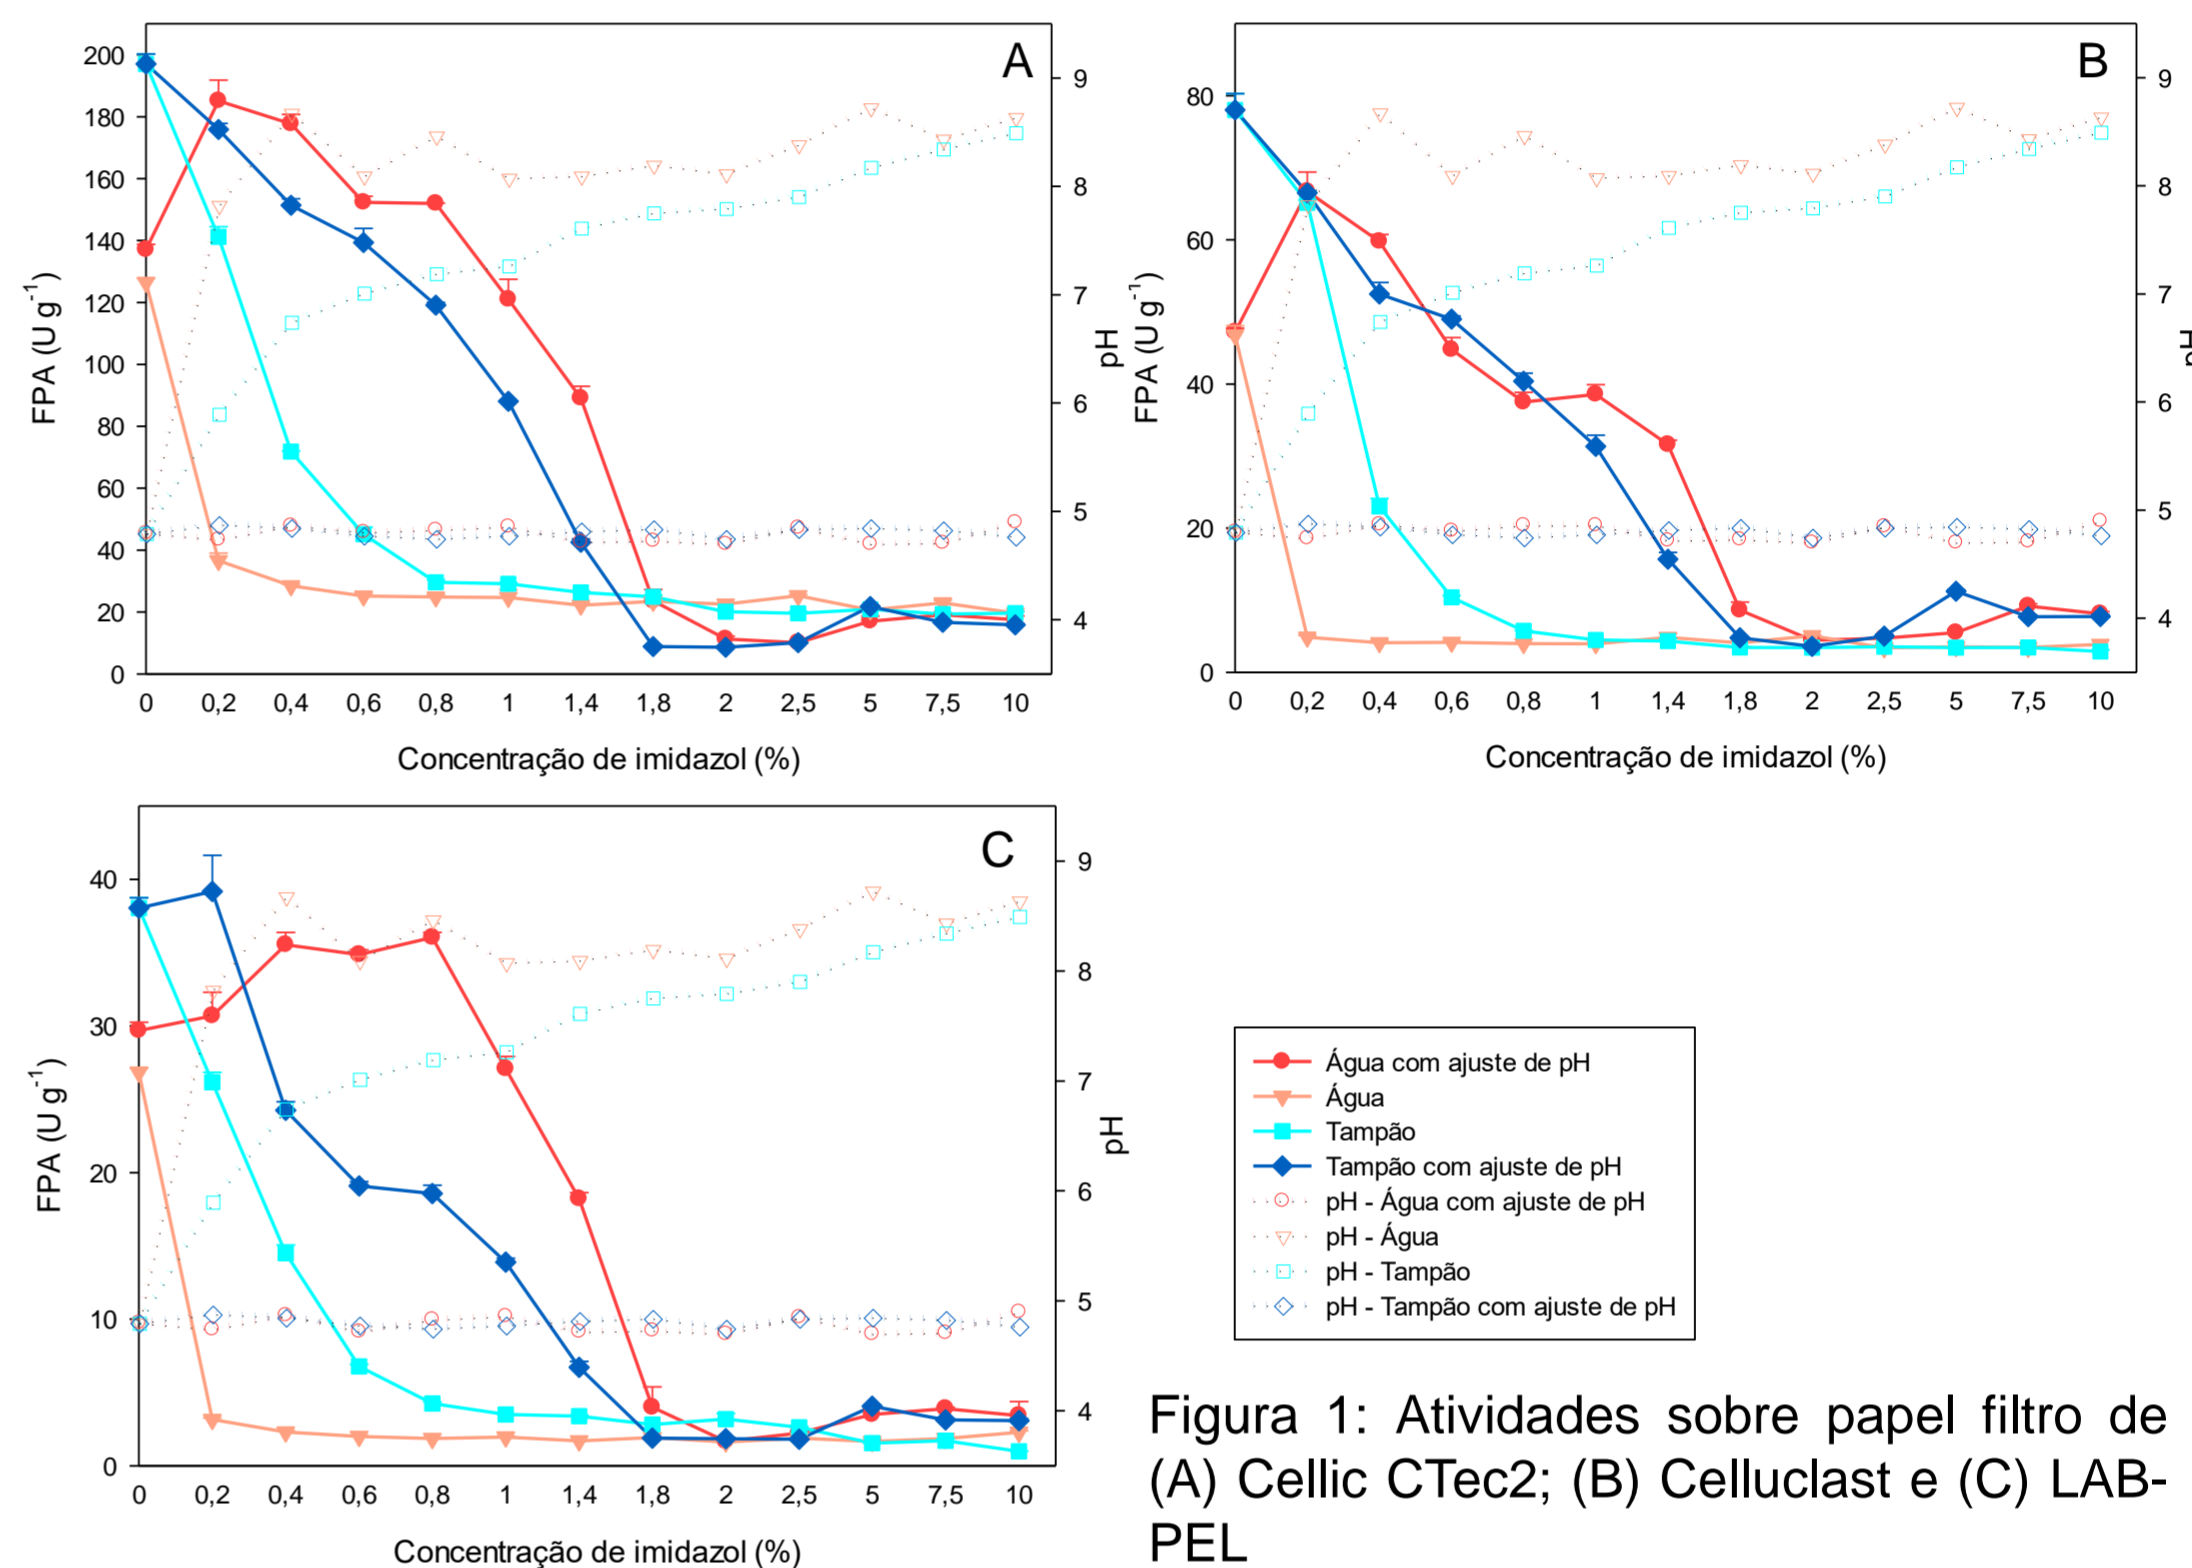 A
FPA (U g-1)
200
180
160
140
120
100
80
60
40
20
0
9
8
7
6
5
4
pH
0 0,2 0,4 0,6 0,8 1 1,4 1,8 2 2,5 5 7,5 10
Concentração de imidazol (%)
B
FPA (U g-1)
80
60
40
20
0
9
8
7
6
5
4
pH
0 0,2 0,4 0,6 0,8 1 1,4 1,8 2 2,5 5 7,5 10
Concentração de imidazol (%)
C
FPA (U g-1)
40
30
20
10
0
9
8
7
6
5
4
pH
0 0,2 0,4 0,6 0,8 1 1,4 1,8 2 2,5 5 7,5 10
Concentração de imidazol (%)
Água com ajuste de pH
Água
Tampão
Tampão com ajuste de pH
pH - Água com ajuste de pH
pH - Água
pH - Tampão
pH - Tampão com ajuste de pH
Figura 1: Atividades sobre papel filtro de
(A) Cellic CTec2; (B) Celluclast e (C) LAB-
PEL